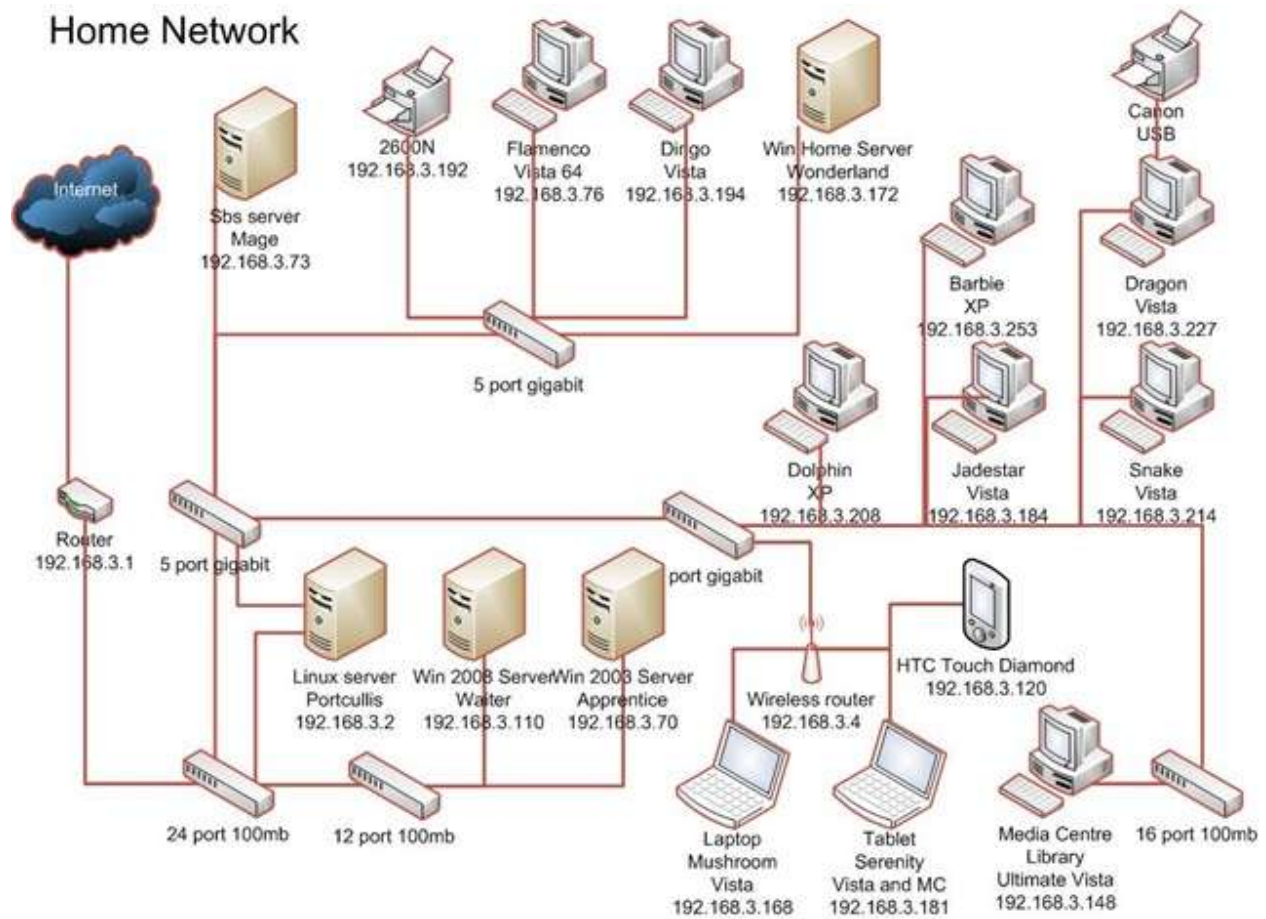 Home Network
Internet
Sbs server
Mage
192.168.3.73
2600N
192.168.3.192
Flamenco
Vista 64
192.168.3.76
Dingo
Vista
192.168.3.194
Win Home Server
Wonderland
192.168.3.172
Canon
USB
Barbie
XP
192.168.3.253
Dragon
Vista
192.168.3.227
5 port gigabit
Dolphin
XP
192.168.3.208
Jadestar
Vista
192.168.3.184
Snake
Vista
192.168.3.214
Router
192.168.3.1
5 port gigabit
port gigabit
Linux server
Portcullis
192.168.3.2
Win 2008 Server
Waiter
192.168.3.110
Win 2003 Server
Apprentice
192.168.3.70
Wireless router
192.168.3.4
HTC Touch Diamond
192.168.3.120
24 port 100mb
12 port 100mb
Laptop
Mushroom
Vista
192.168.3.168
Tablet
Serenity
Vista and MC
192.168.3.181
Media Centre
Library
Ultimate Vista
192.168.3.148
16 port 100mb